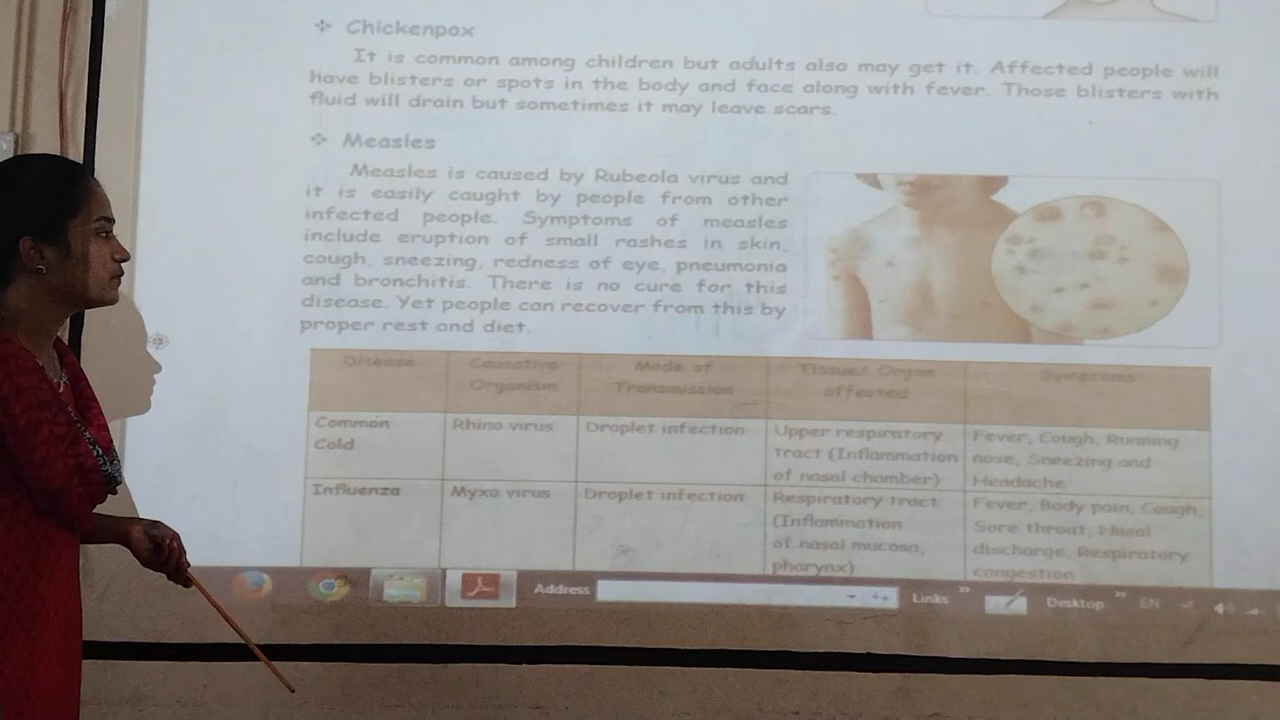 Chickenpox
It is common among children but adults also may get it. Affected people will
have blisters or spots in the body and face along with fever. Those blisters with
fluid will drain but sometimes it may leave scars.
Measles
Measles is caused by Rubeola virus and
it is easily caught by people from other
infected people. Symptoms of measles
include eruption of small rashes in skin,
cough, sneezing, redness of eye, pneumonia
and bronchitis. There is no cure for this
disease. Yet people can recover from this by
proper rest and diet.
Disease
Causative
Organism
Mode of
Transmission
Tissue/ Organ
affected
Symptoms
Common
Cold
Rhino virus
Droplet infection
Upper respiratory
tract (Inflammation
of nasal chamber)
Fever, Cough, Running
nose, Sneezing and
Headache
Influenza
Myxo virus
Droplet infection
Respiratory tract
(Inflammation
of nasal mucosa,
pharynx)
Fever, Body pain, Cough,
Sore throat, Nasal
discharge, Respiratory
congestion
Address
Links
Desktop
EN